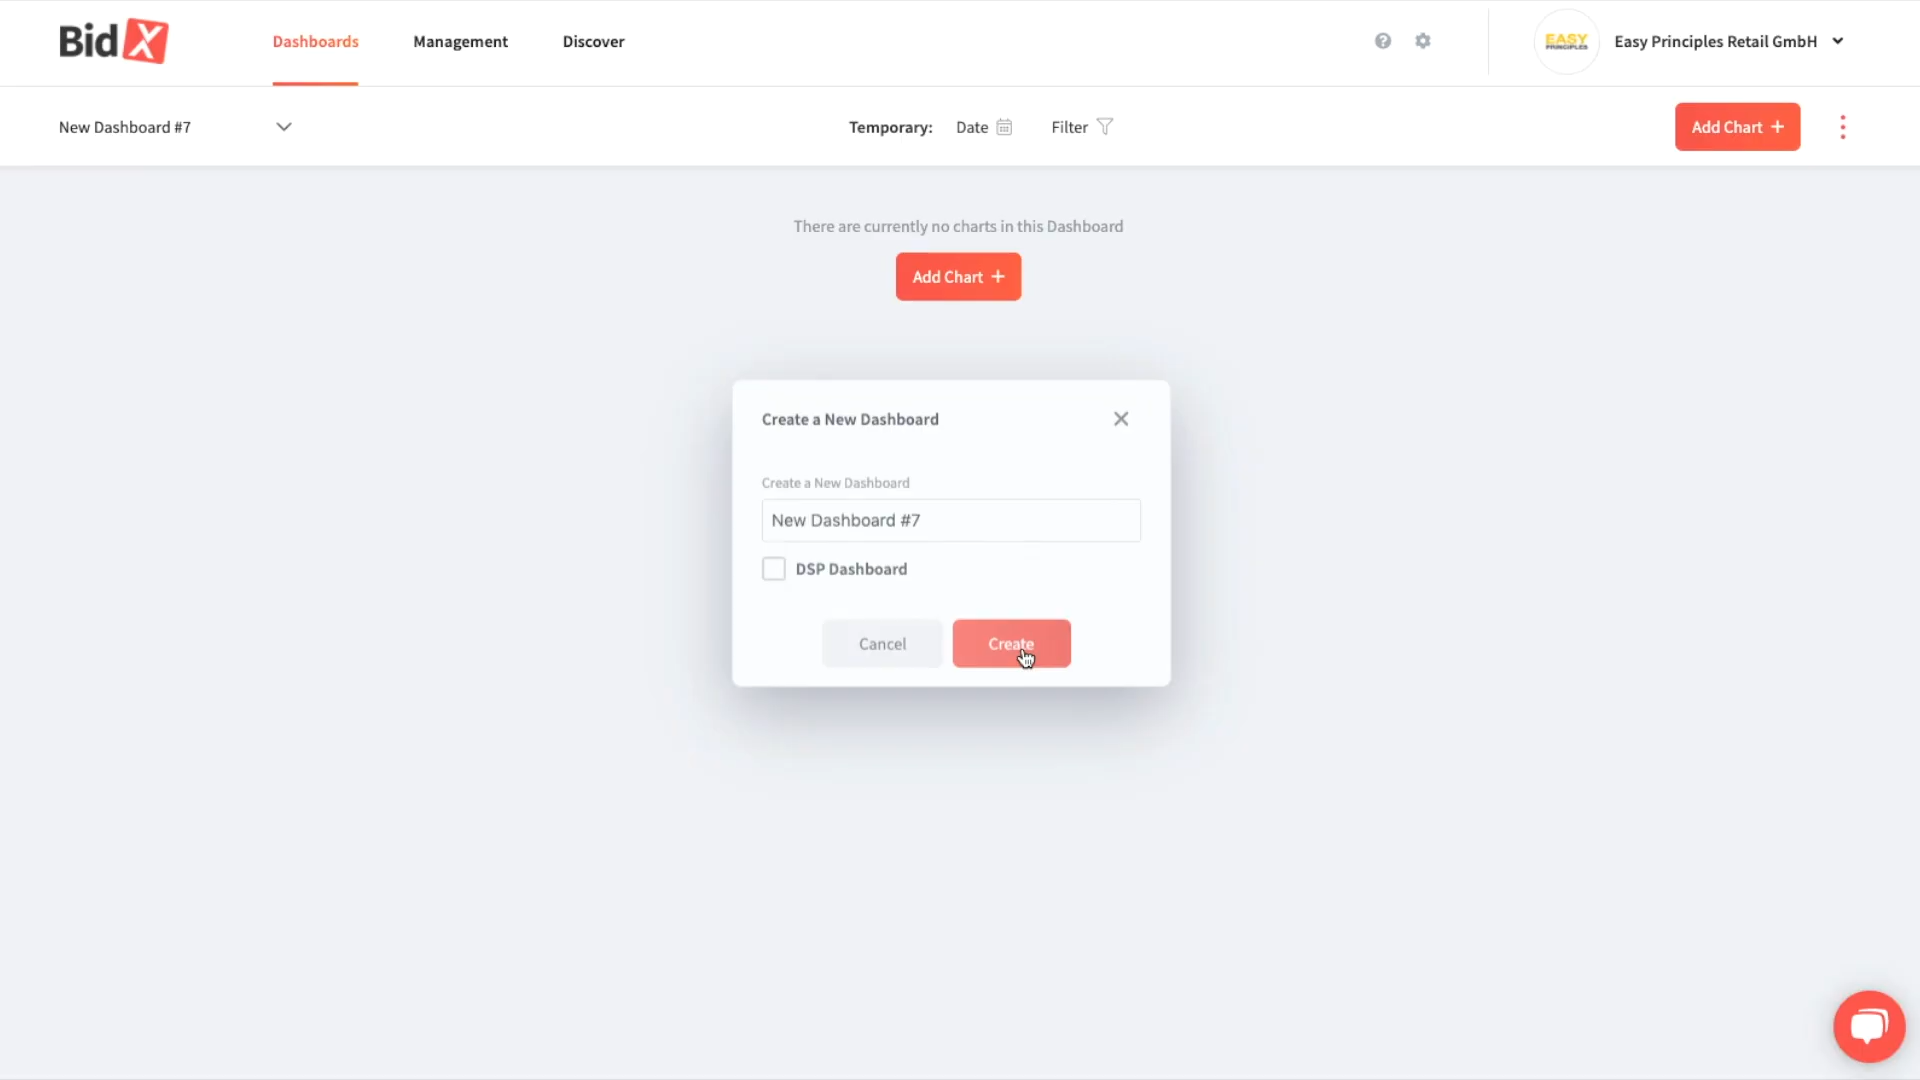 BidX
Dashboards
Management
Discover
EASY
PRINCIPLES
Easy Principles Retail GmbH
New Dashboard #7
Temporary:
Date
Filter
Add Chart +
There are currently no charts in this Dashboard
Add Chart +
Create a New Dashboard
Create a New Dashboard
New Dashboard #7
DSP Dashboard
Cancel
Create